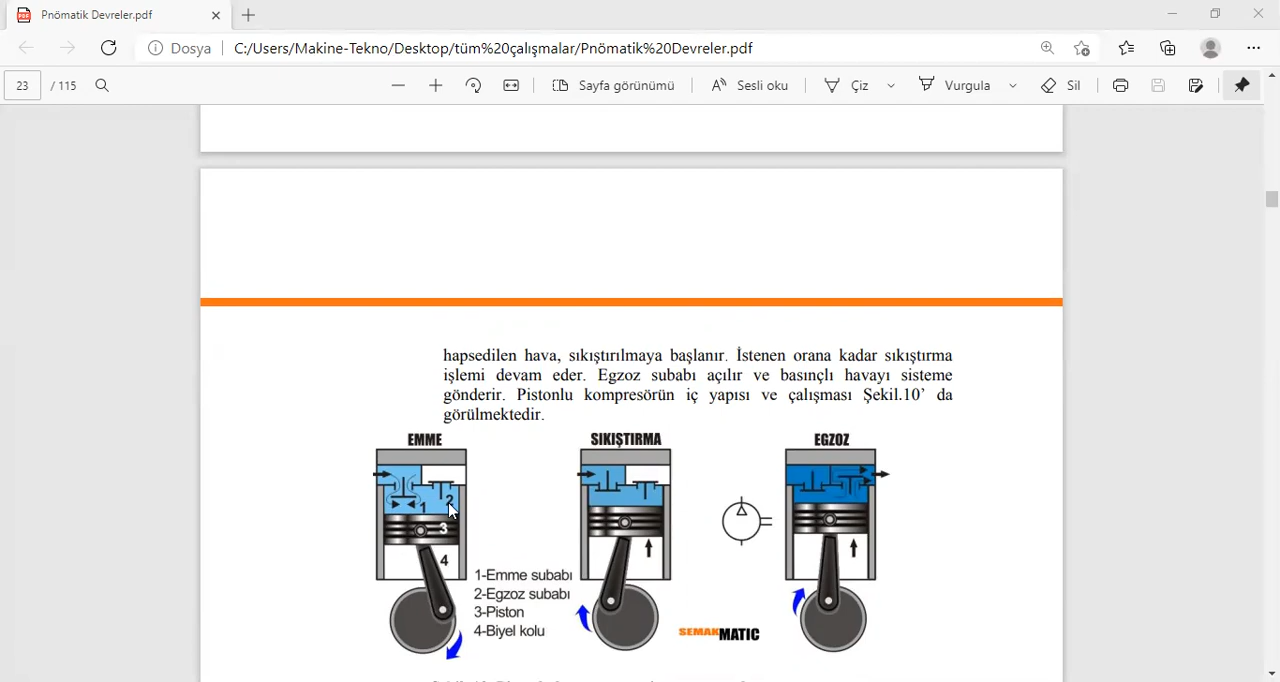 Pnömatik Devreler.pdf
Dosya C:/Users/Makine-Tekno/Desktop/tüm%20çalışmalar/Pnömatik%20Devreler.pdf
23 / 115 Sayfa görünümü Sesli oku Çiz Vurgula Sil
hapsedilen hava, sıkıştırılmaya başlanır. İstenen orana kadar sıkıştırma
işlemi devam eder. Egzoz subabı açılır ve basınçlı havayı sisteme
gönderir. Pistonlu kompresörün iç yapısı ve çalışması Şekil.10’ da
görülmektedir.
EMME SIKIŞTIRMA EGZOZ
1 2
3
4
1-Emme subabı
2-Egzoz subabı
3-Piston
4-Biyel kolu
SEMAKMATIC